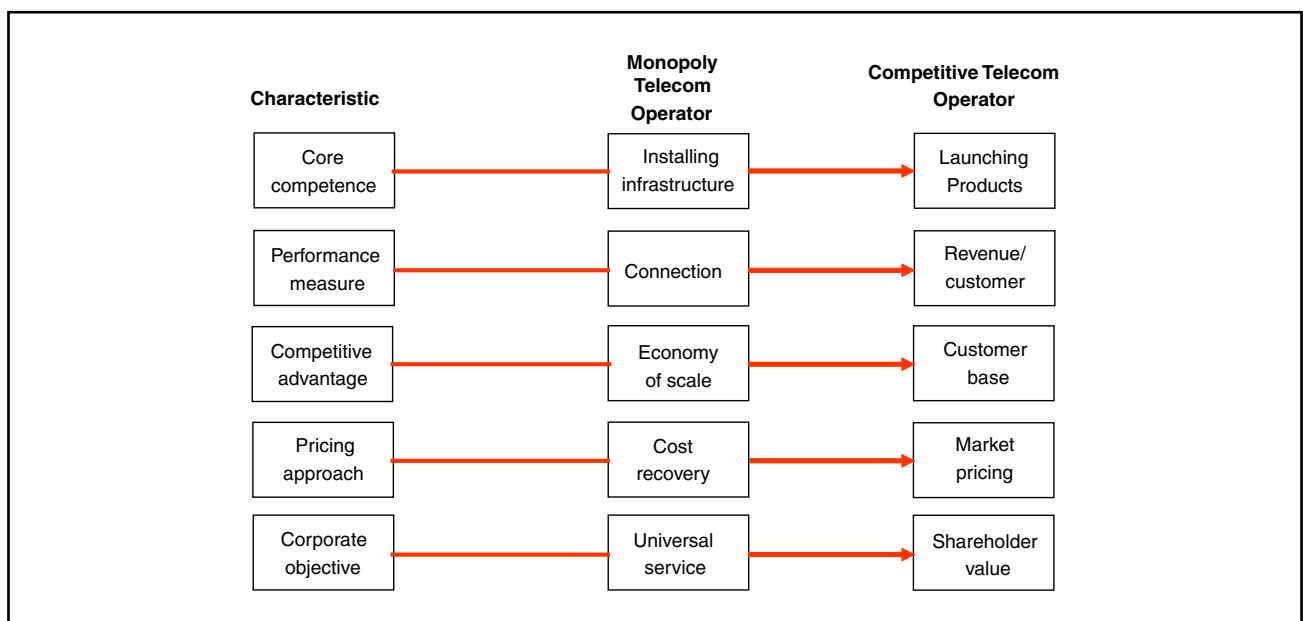 Characteristic
Monopoly
Telecom
Operator
Competitive Telecom
Operator
Core
competence
Installing
infrastructure
Launching
Products
Performance
measure
Connection
Revenue/
customer
Competitive
advantage
Economy
of scale
Customer
base
Pricing
approach
Cost
recovery
Market
pricing
Corporate
objective
Universal
service
Shareholder
value